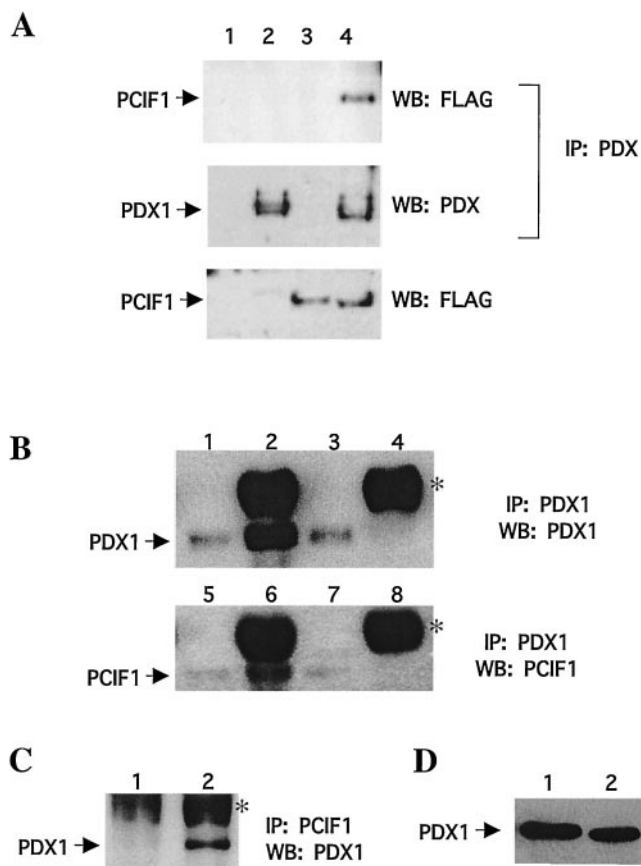 A
1 2 3 4
PCIF1 WB: FLAG
IP: PDX
PDX1 WB: PDX
PCIF1 WB: FLAG
B
1 2 3 4
*
PDX1
IP: PDX1
WB: PDX1
5 6 7 8
*
PCIF1
IP: PDX1
WB: PCIF1
C
1 2
*
PDX1
IP: PCIF1
WB: PDX1
D
1 2
PDX1